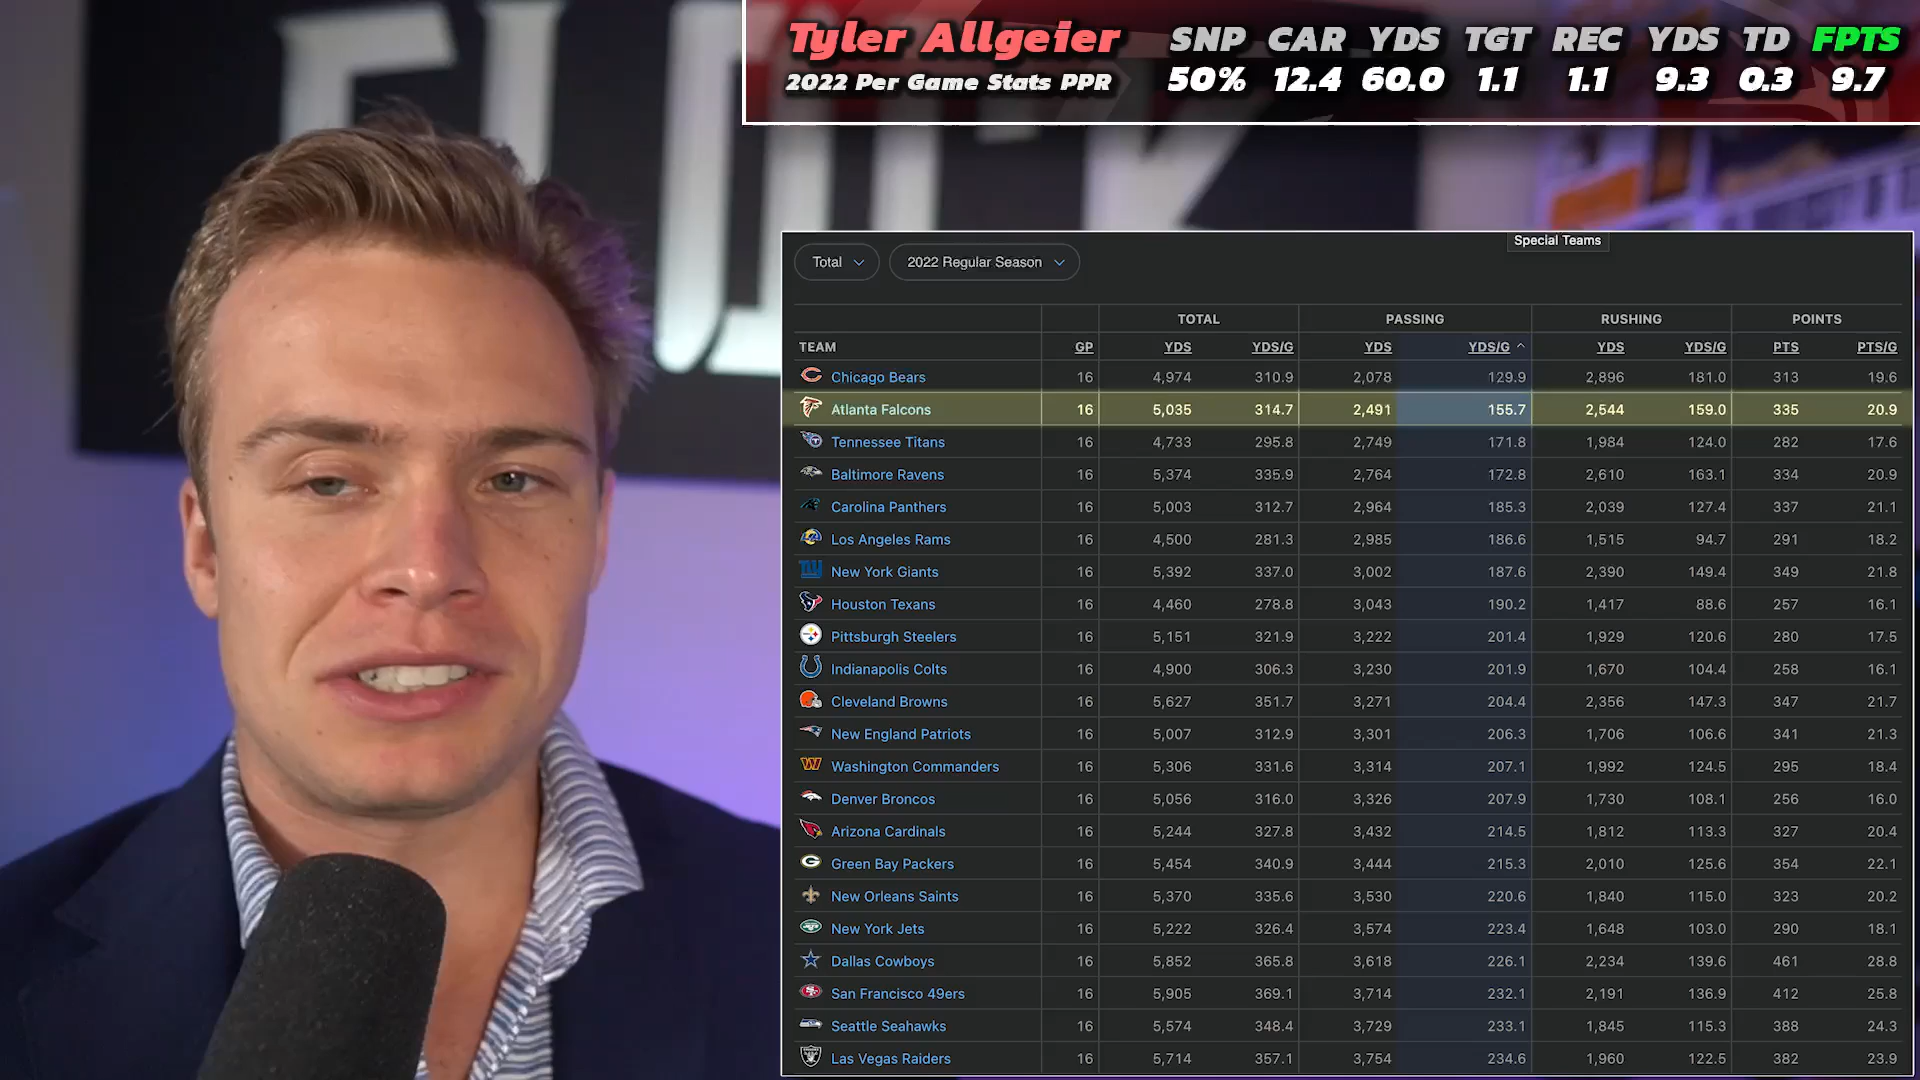 Tyler Allgeier SNP CAR YDS TGT REC YDS TD FPTS
2022 Per Game Stats PPR 50% 12.4 60.0 1.1 1.1 9.3 0.3 9.7
Special Teams
Total 2022 Regular Season
TOTAL PASSING RUSHING POINTS
TEAM GP YDS YDS/G YDS YDS/G YDS YDS/G PTS PTS/G
Chicago Bears 16 4,974 310.9 2,078 129.9 2,896 181.0 313 19.6
Atlanta Falcons 16 5,035 314.7 2,491 155.7 2,544 159.0 335 20.9
Tennessee Titans 16 4,733 295.8 2,749 171.8 1,984 124.0 282 17.6
Baltimore Ravens 16 5,374 335.9 2,764 172.8 2,610 163.1 334 20.9
Carolina Panthers 16 5,003 312.7 2,964 185.3 2,039 127.4 337 21.1
Los Angeles Rams 16 4,500 281.3 2,985 186.6 1,515 94.7 291 18.2
New York Giants 16 5,392 337.0 3,002 187.6 2,390 149.4 349 21.8
Houston Texans 16 4,460 278.8 3,043 190.2 1,417 88.6 257 16.1
Pittsburgh Steelers 16 5,151 321.9 3,222 201.4 1,929 120.6 280 17.5
Indianapolis Colts 16 4,900 306.3 3,230 201.9 1,670 104.4 258 16.1
Cleveland Browns 16 5,627 351.7 3,271 204.4 2,356 147.3 347 21.7
New England Patriots 16 5,007 312.9 3,301 206.3 1,706 106.6 341 21.3
Washington Commanders 16 5,306 331.6 3,314 207.1 1,992 124.5 295 18.4
Denver Broncos 16 5,056 316.0 3,326 207.9 1,730 108.1 256 16.0
Arizona Cardinals 16 5,244 327.8 3,432 214.5 1,812 113.3 327 20.4
Green Bay Packers 16 5,454 340.9 3,444 215.3 2,010 125.6 354 22.1
New Orleans Saints 16 5,370 335.6 3,530 220.6 1,840 115.0 323 20.2
New York Jets 16 5,222 326.4 3,574 223.4 1,648 103.0 290 18.1
Dallas Cowboys 16 5,852 365.8 3,618 226.1 2,234 139.6 461 28.8
San Francisco 49ers 16 5,905 369.1 3,714 232.1 2,191 136.9 412 25.8
Seattle Seahawks 16 5,574 348.4 3,729 233.1 1,845 115.3 388 24.3
Las Vegas Raiders 16 5,714 357.1 3,754 234.6 1,960 122.5 382 23.9